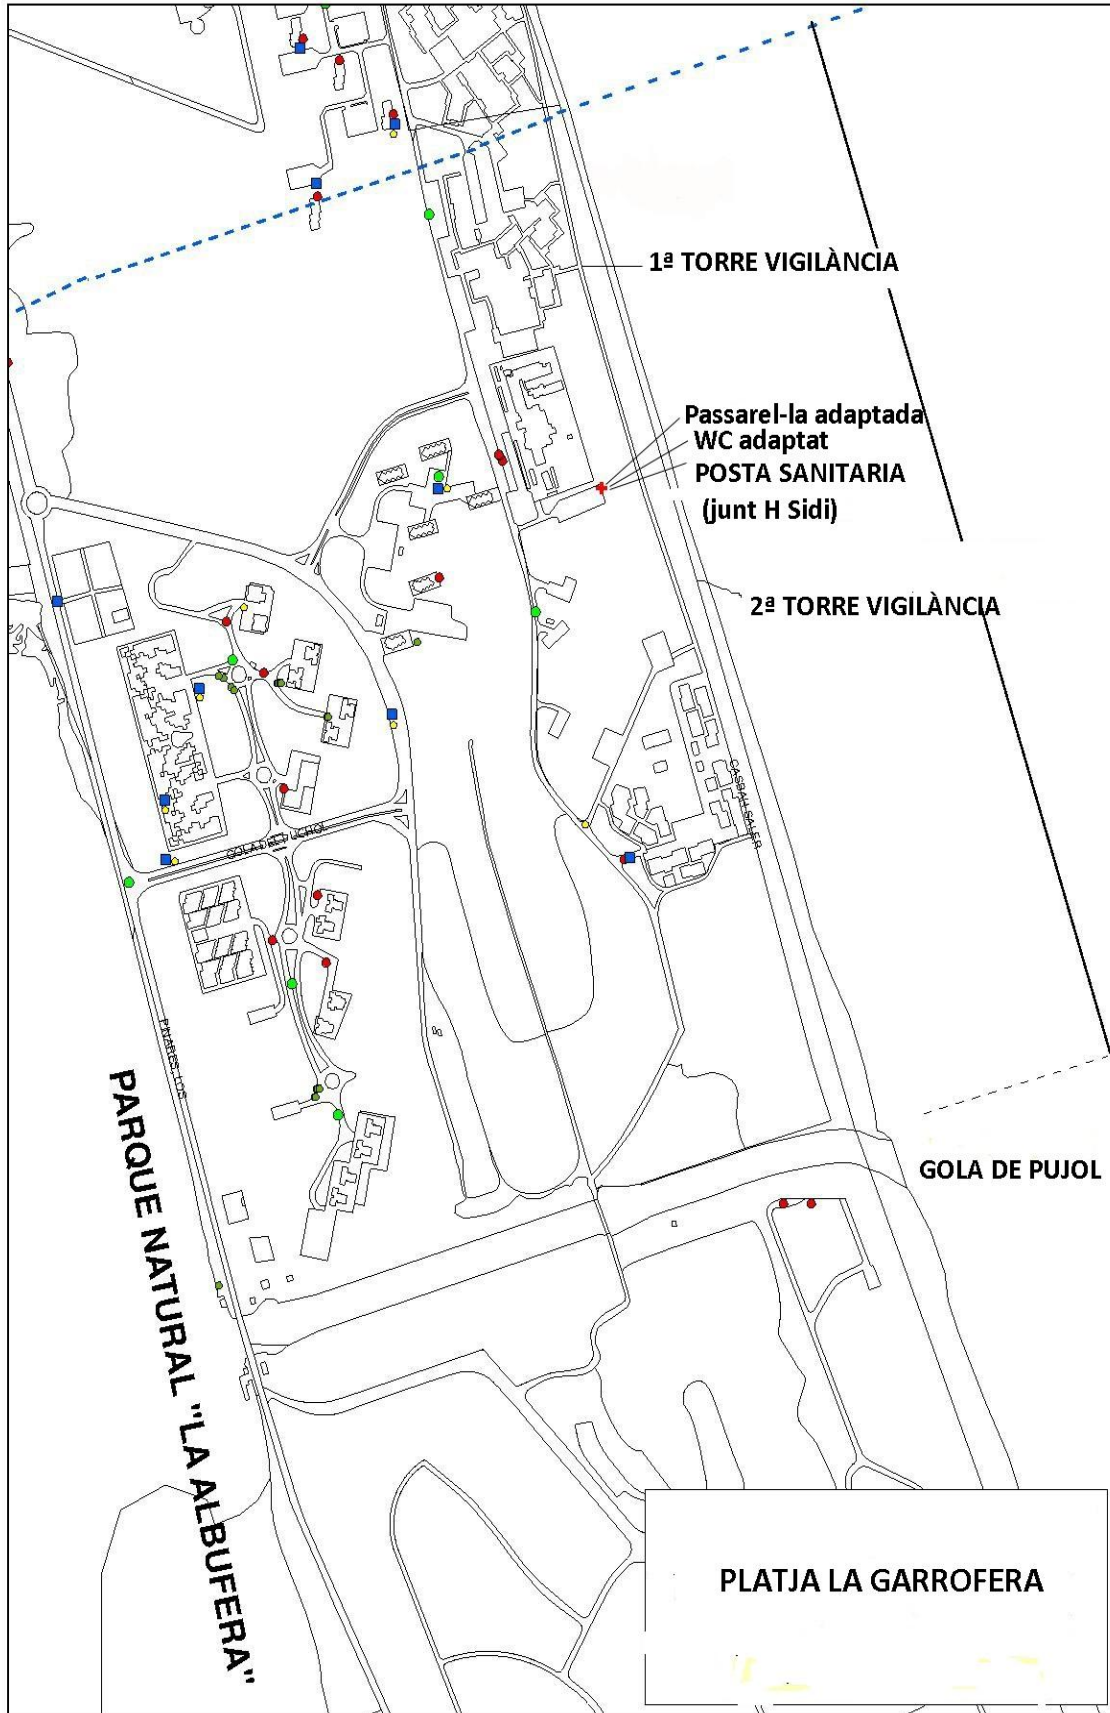 1ª TORRE VIGILÀNCIA
Passarel-la adaptada
WC adaptat
POSTA SANITARIA
(junt H Sidi)
2ª TORRE VIGILÀNCIA
CASBAH SALER
GOLA DEL PUCHOL
PINARES, LOS
PARQUE NATURAL "LA ALBUFERA"
GOLA DE PUJOL
PLATJA LA GARROFERA